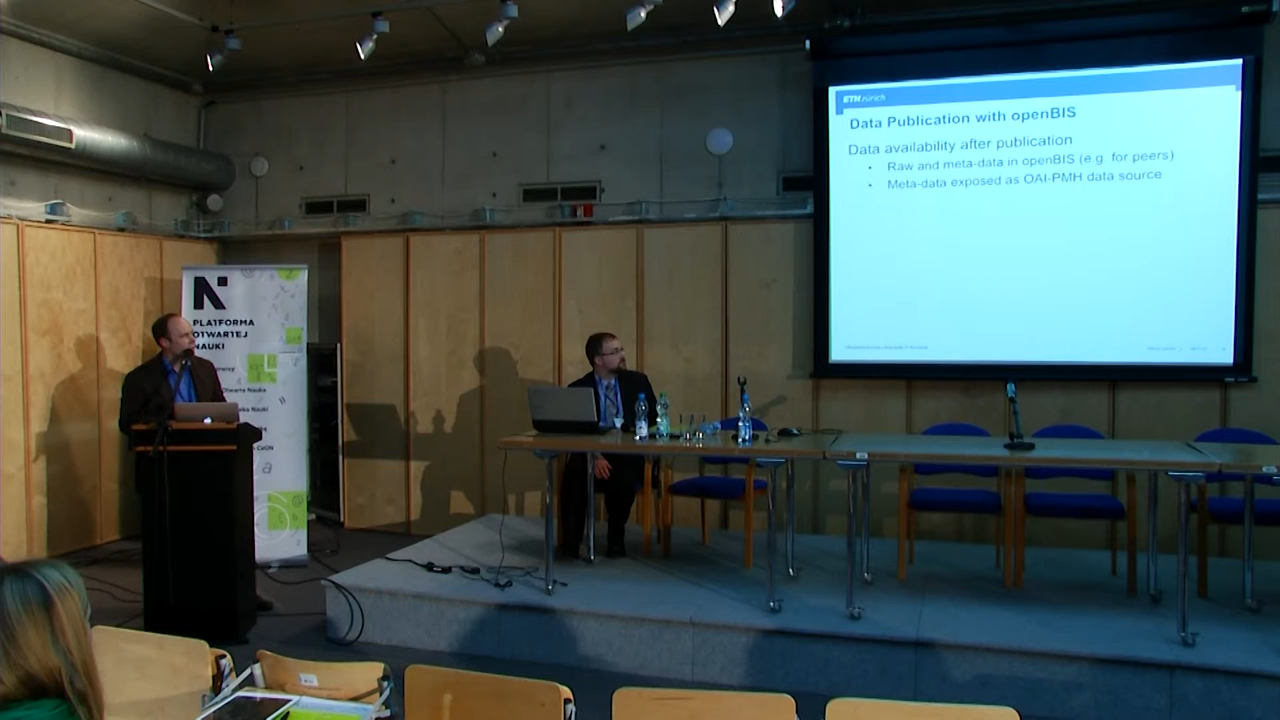 ETH zürich
Data Publication with openBIS
Data availability after publication
• Raw and meta-data in openBIS (e.g. for peers)
• Meta-data exposed as OAI-PMH data source
N
PLATFORMA
OTWARTEJ
NAUKI